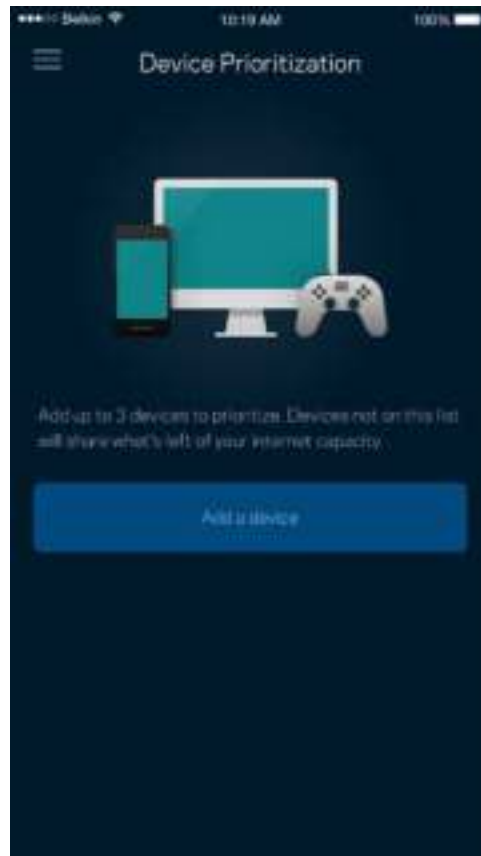 Belkin 10:19 AM 100%
Device Prioritization
Add up to 3 devices to prioritize. Devices not on this list
will share what's left of your internet capacity.
Add a device